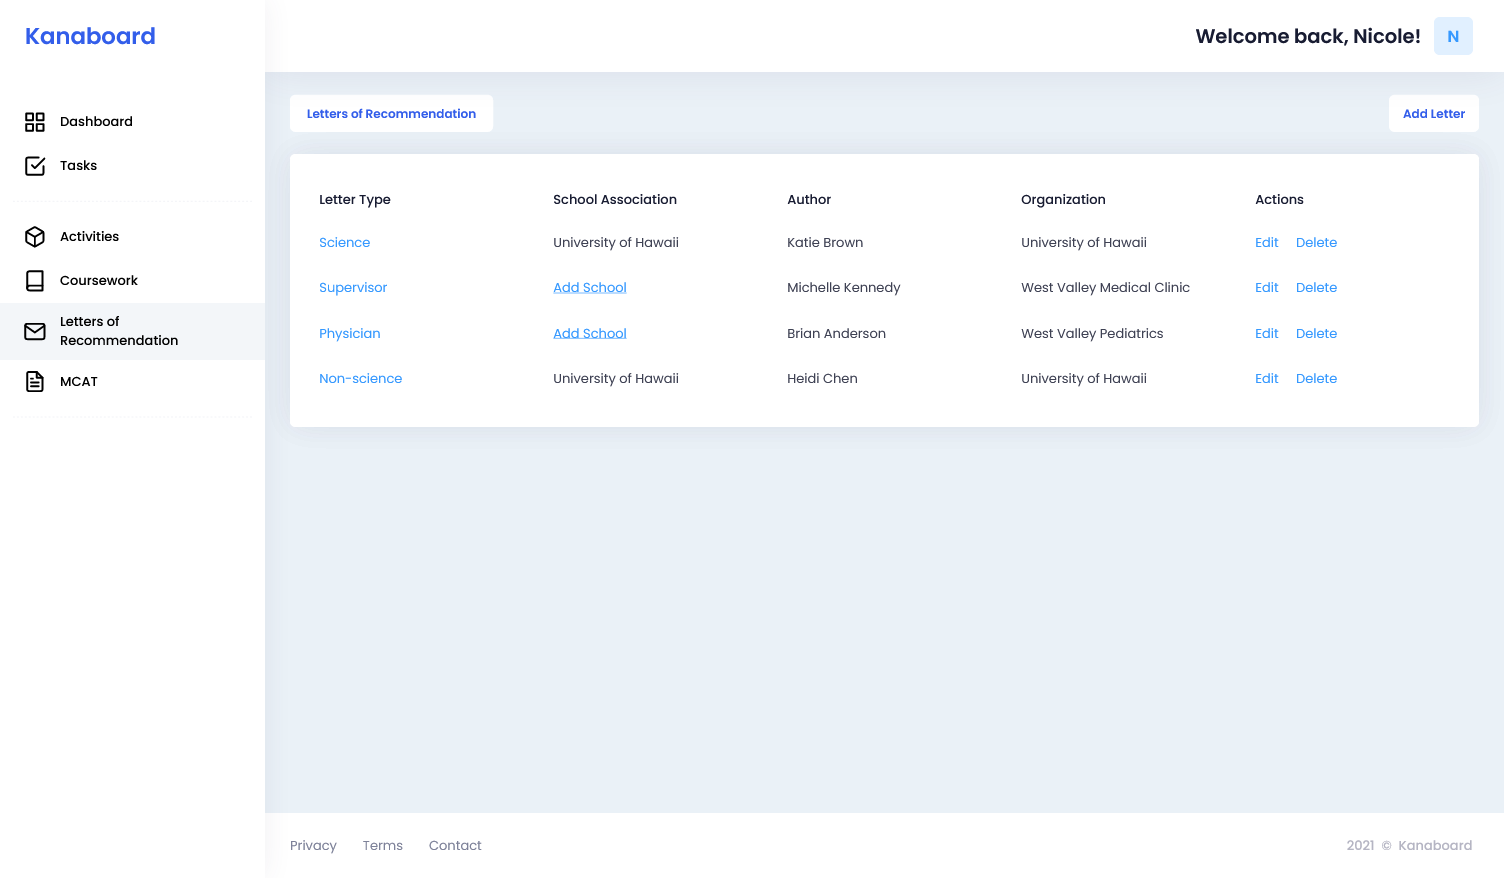 Kanaboard
Welcome back, Nicole!
N
Dashboard
Tasks
Activities
Coursework
Letters of
Recommendation
MCAT
Letters of Recommendation
Add Letter
Letter Type School Association Author Organization Actions
Science University of Hawaii Katie Brown University of Hawaii Edit Delete
Supervisor Add School Michelle Kennedy West Valley Medical Clinic Edit Delete
Physician Add School Brian Anderson West Valley Pediatrics Edit Delete
Non-science University of Hawaii Heidi Chen University of Hawaii Edit Delete
Privacy Terms Contact
2021 © Kanaboard